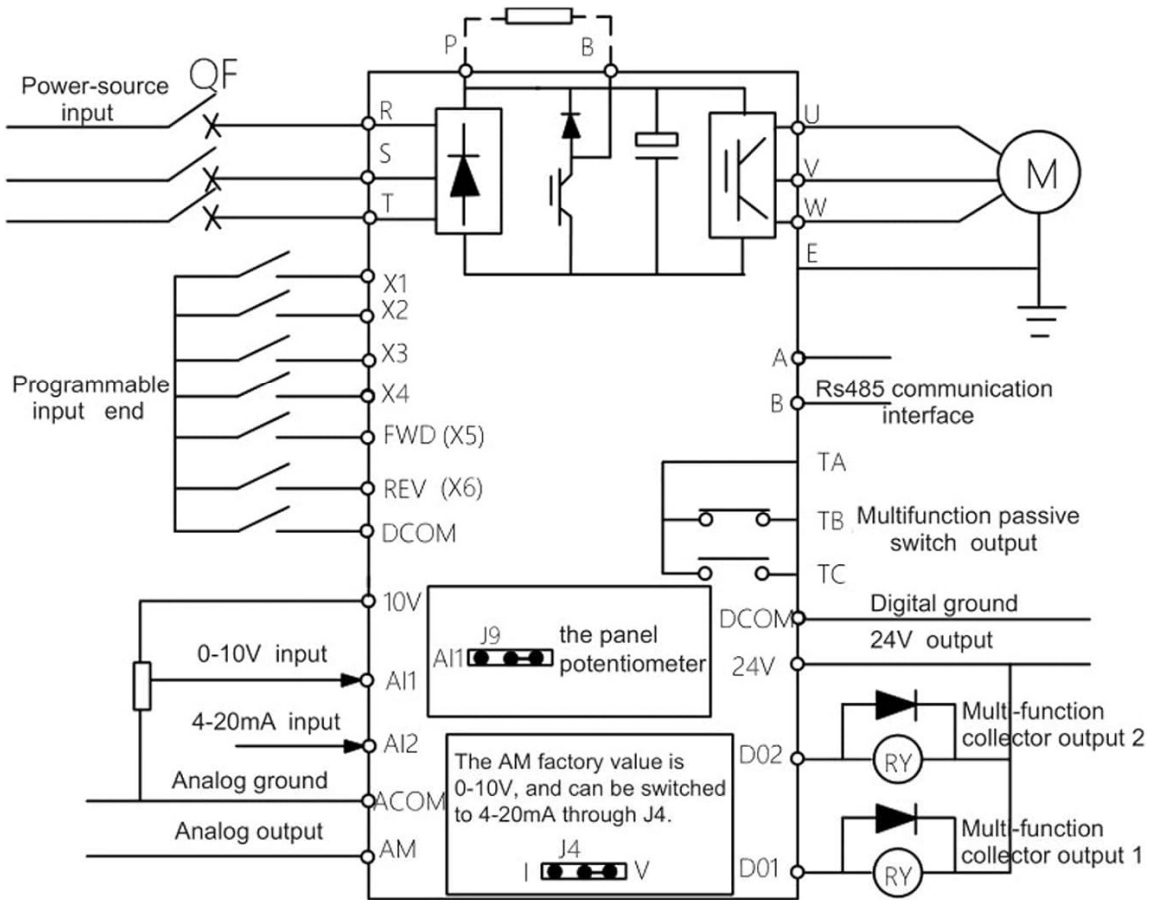 P
B
Power-source
input
QF
R
S
T
U
V
W
E
M
X1
X2
X3
X4
FWD (X5)
REV (X6)
DCOM
Programmable
input end
A
B
Rs485 communication
interface
TA
TB
TC
Multifunction passive
switch output
DCOM
Digital ground
24V output
24V
10V
0-10V input
AI1
4-20mA input
AI2
Analog ground
ACOM
Analog output
AM
J9
AI1
the panel
potentiometer
The AM factory value is
0-10V, and can be switched
to 4-20mA through J4.
J4
I
V
D02
RY
Multi-function
collector output 2
D01
RY
Multi-function
collector output 1